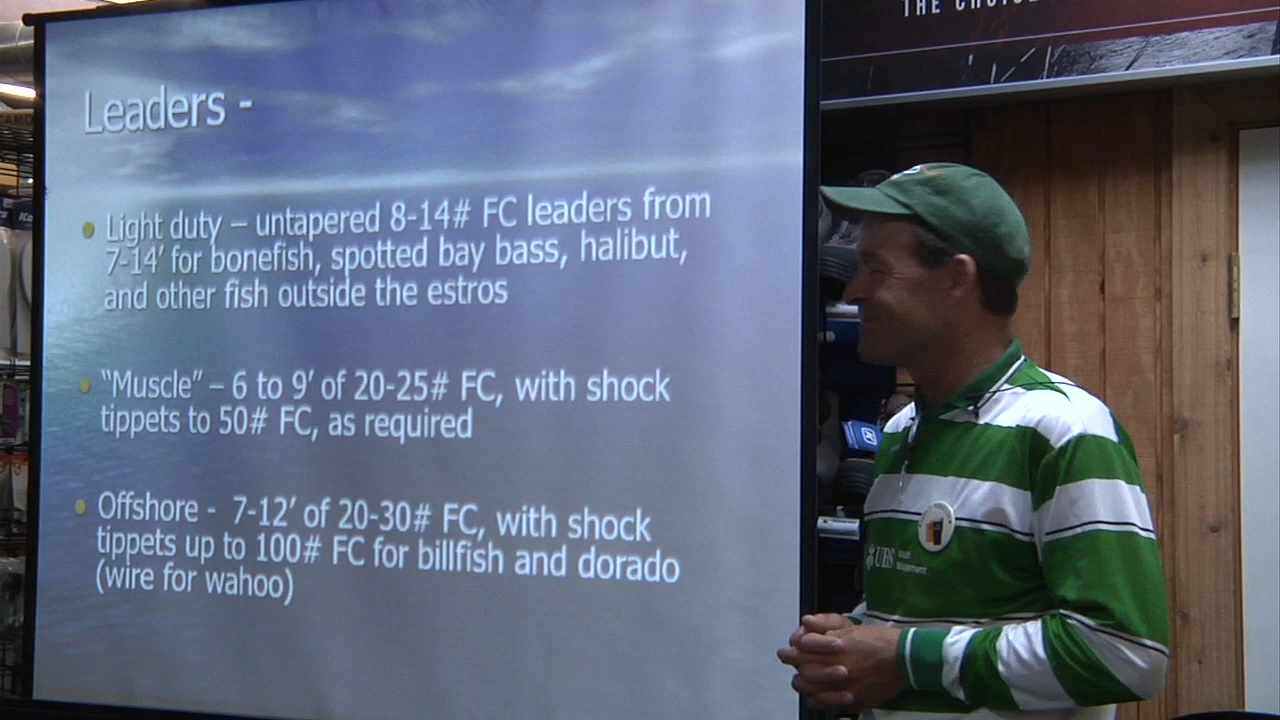 THE CHOICE
Leaders -
Light duty – untapered 8-14# FC leaders from
7-14’ for bonefish, spotted bay bass, halibut,
and other fish outside the estros
“Muscle” – 6 to 9’ of 20-25# FC, with shock
tippets to 50# FC, as required
Offshore - 7-12’ of 20-30# FC, with shock
tippets up to 100# FC for billfish and dorado
(wire for wahoo)
UBS